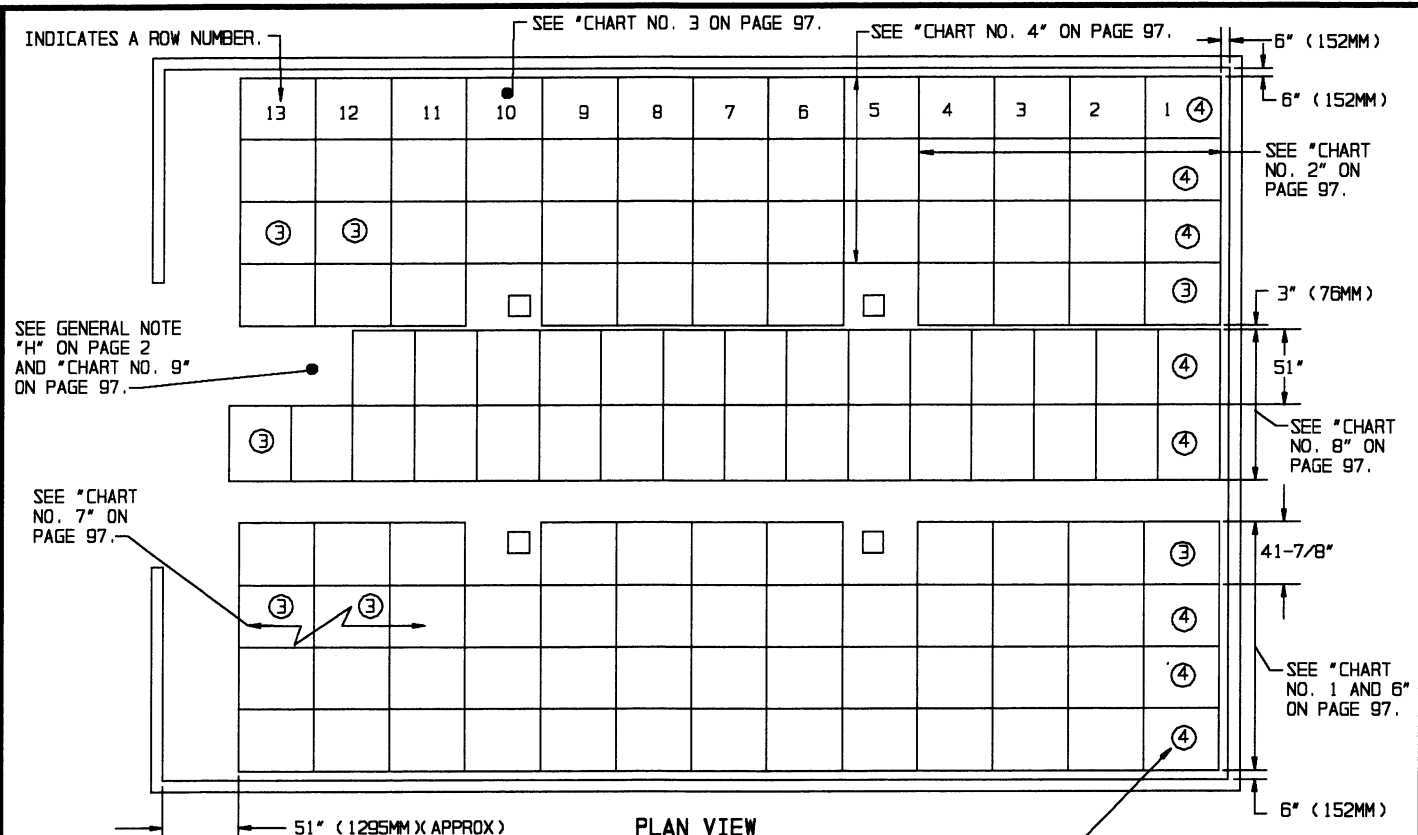 SEE "CHART NO. 3 ON PAGE 97.
INDICATES A ROW NUMBER.
SEE "CHART NO. 4" ON PAGE 97.
6" (152MM)
6" (152MM)
13 12 11 10 9 8 7 6 5 4 3 2 1 4
SEE "CHART
NO. 2" ON
PAGE 97.
4
3 3 4
3
3" (76MM)
SEE GENERAL NOTE
"H" ON PAGE 2
AND "CHART NO. 9"
ON PAGE 97.
4
51"
3 4
SEE "CHART
NO. 8" ON
PAGE 97.
SEE "CHART
NO. 7" ON
PAGE 97.
3
41-7/8"
3 3 4
4
SEE "CHART
NO. 1 AND 6"
ON PAGE 97.
4
6" (152MM)
51" (1295MM)(APPROX)
PLAN VIEW